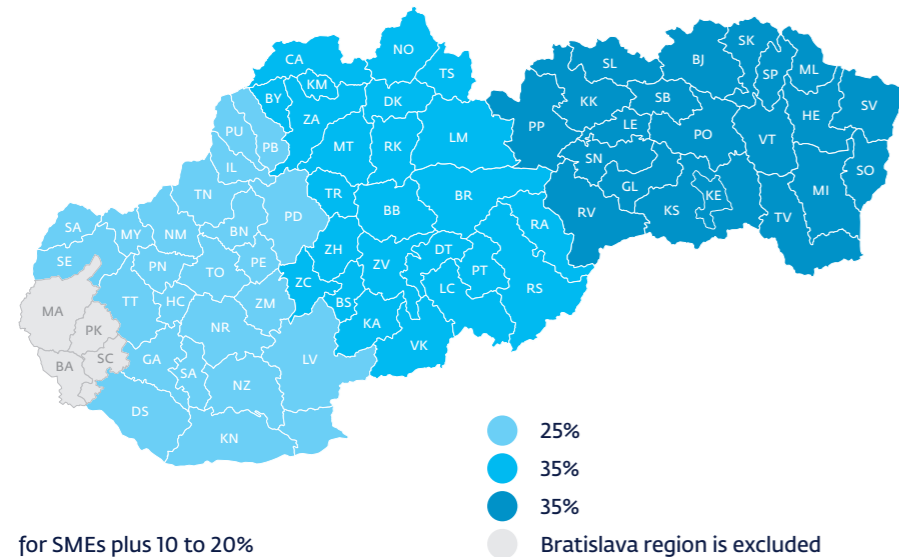 NO
CA
TS
KM
BY
DK
ZA
MT
RK
LM
PU
PB
IL
TN
TR
BB
BR
PD
BN
SA
MY
NM
SE
PN
TO
PE
ZH
ZV
DT
RA
ZC
BS
LC
PT
RS
KA
VK
TT
HC
ZM
NR
MA
PK
BA
SC
GA
SA
NZ
LV
DS
KN
SK
SL
BJ
SP
ML
SV
KK
SB
HE
PP
LE
PO
VT
SN
SO
GL
KE
MI
RV
KS
TV
25%
35%
35%
for SMEs plus 10 to 20%
Bratislava region is excluded